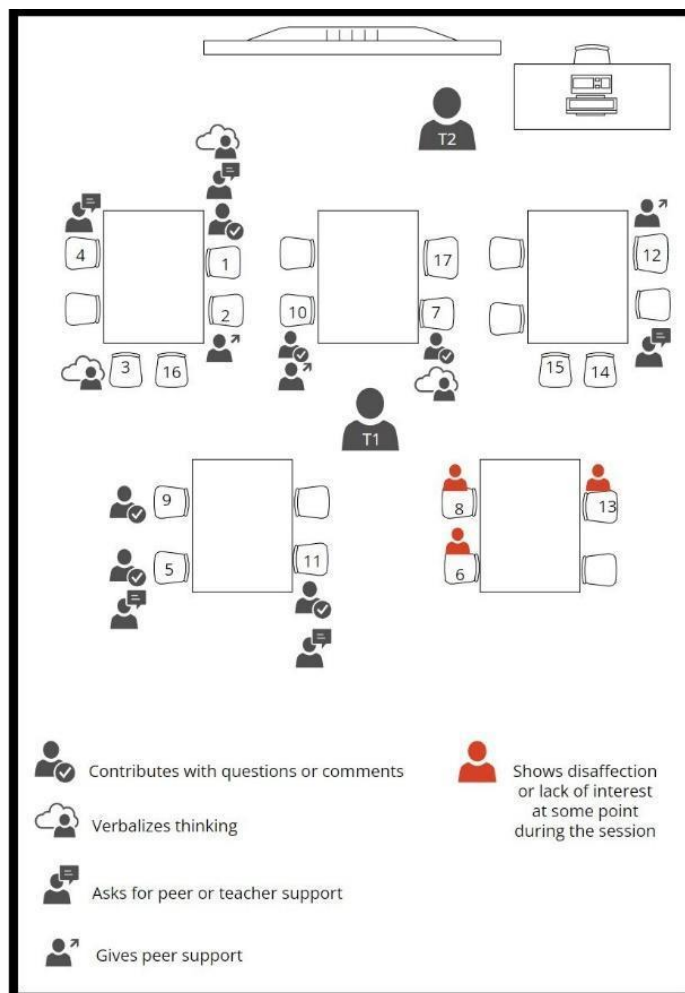 T2
4
1
17
12
2
10
7
3
16
15
14
T1
9
8
13
5
11
6
Contributes with questions or comments
Verbalizes thinking
Asks for peer or teacher support
Gives peer support
Shows disaffection
or lack of interest
at some point
during the session